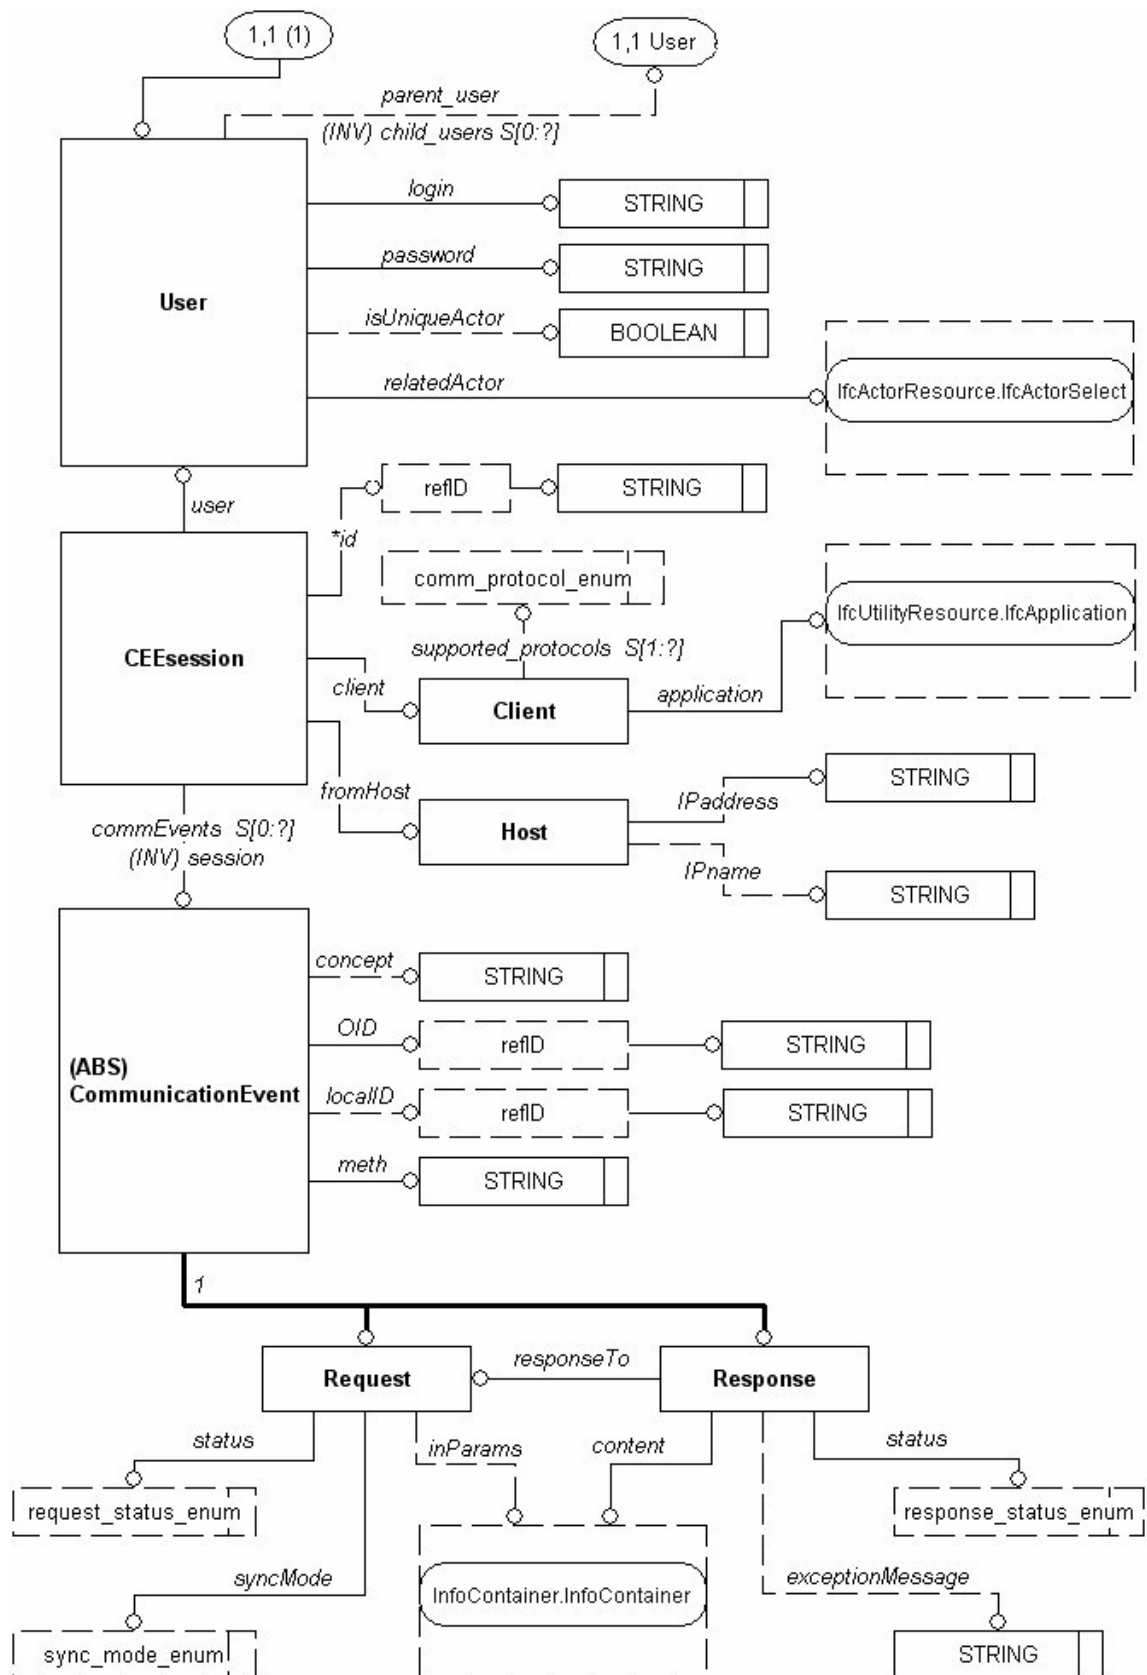 1,1 (1)
1,1 User
parent_user
(INV) child_users S[0:?]
login
STRING
password
STRING
User
isUniqueActor
BOOLEAN
relatedActor
IfcActorResource.IfcActorSelect
user
refID
STRING
*id
comm_protocol_enum
IfcUtilityResource.IfcApplication
supported_protocols S[1:?]
CEEsession
client
Client
application
fromHost
STRING
IPaddress
Host
commEvents S[0:?]
(INV) session
IPname
STRING
concept
STRING
OID
refID
STRING
(ABS)
CommunicationEvent
localID
refID
STRING
meth
STRING
1
Request
responseTo
Response
status
inParams
content
status
request_status_enum
response_status_enum
syncMode
InfoContainer.InfoContainer
exceptionMessage
sync_mode_enum
STRING